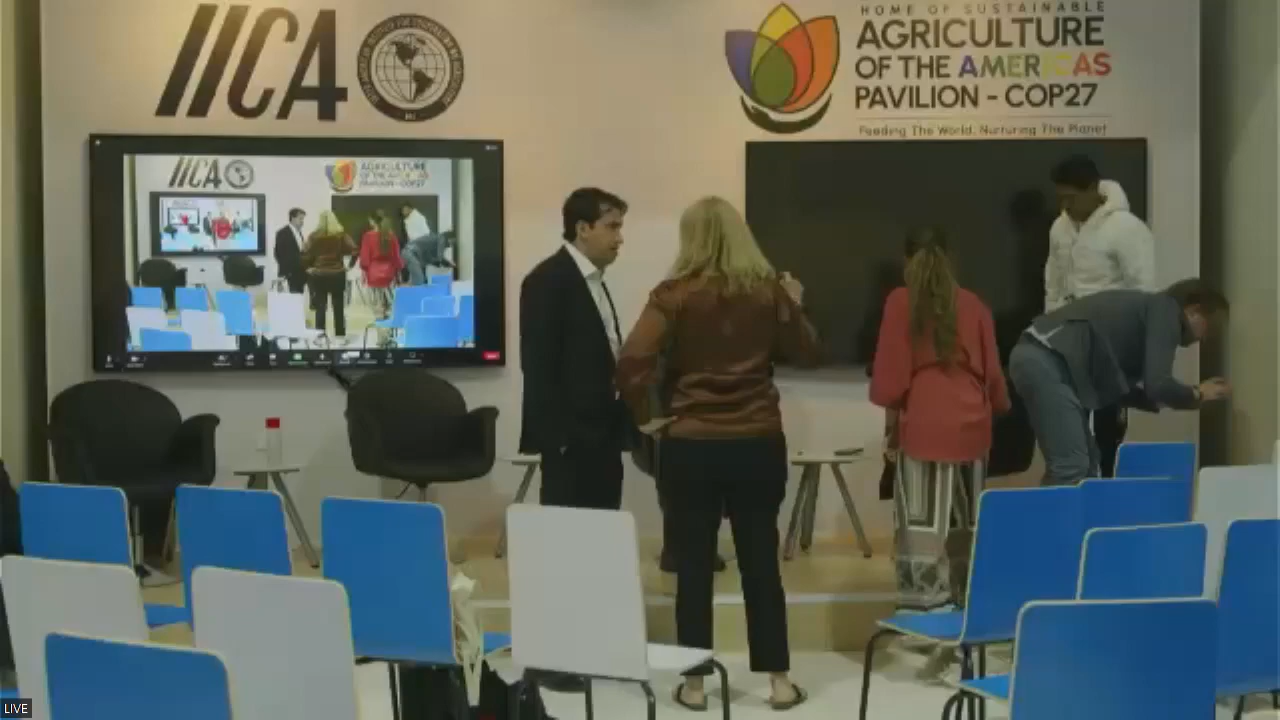 IICA
HOME OF SUSTAINABLE
AGRICULTURE
OF THE AMERICAS
PAVILION - COP27
Feeding The World, Nurturing The Planet
IICA
AGRICULTURE
OF THE AMERICAS
PAVILION - COP27
LIVE